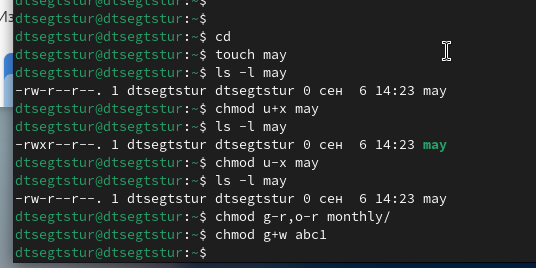 dtsegtstur@dtsegtstur:~$
dtsegtstur@dtsegtstur:~$
dtsegtstur@dtsegtstur:~$ cd
dtsegtstur@dtsegtstur:~$ touch may
dtsegtstur@dtsegtstur:~$ ls -l may
-rw-r--r--. 1 dtsegtstur dtsegtstur 0 сен  6 14:23 may
dtsegtstur@dtsegtstur:~$ chmod u+x may
dtsegtstur@dtsegtstur:~$ ls -l may
-rwxr--r--. 1 dtsegtstur dtsegtstur 0 сен  6 14:23 may
dtsegtstur@dtsegtstur:~$ chmod u-x may
dtsegtstur@dtsegtstur:~$ ls -l may
-rw-r--r--. 1 dtsegtstur dtsegtstur 0 сен  6 14:23 may
dtsegtstur@dtsegtstur:~$ chmod g-r,o-r monthly/
dtsegtstur@dtsegtstur:~$ chmod g+w abc1
dtsegtstur@dtsegtstur:~$